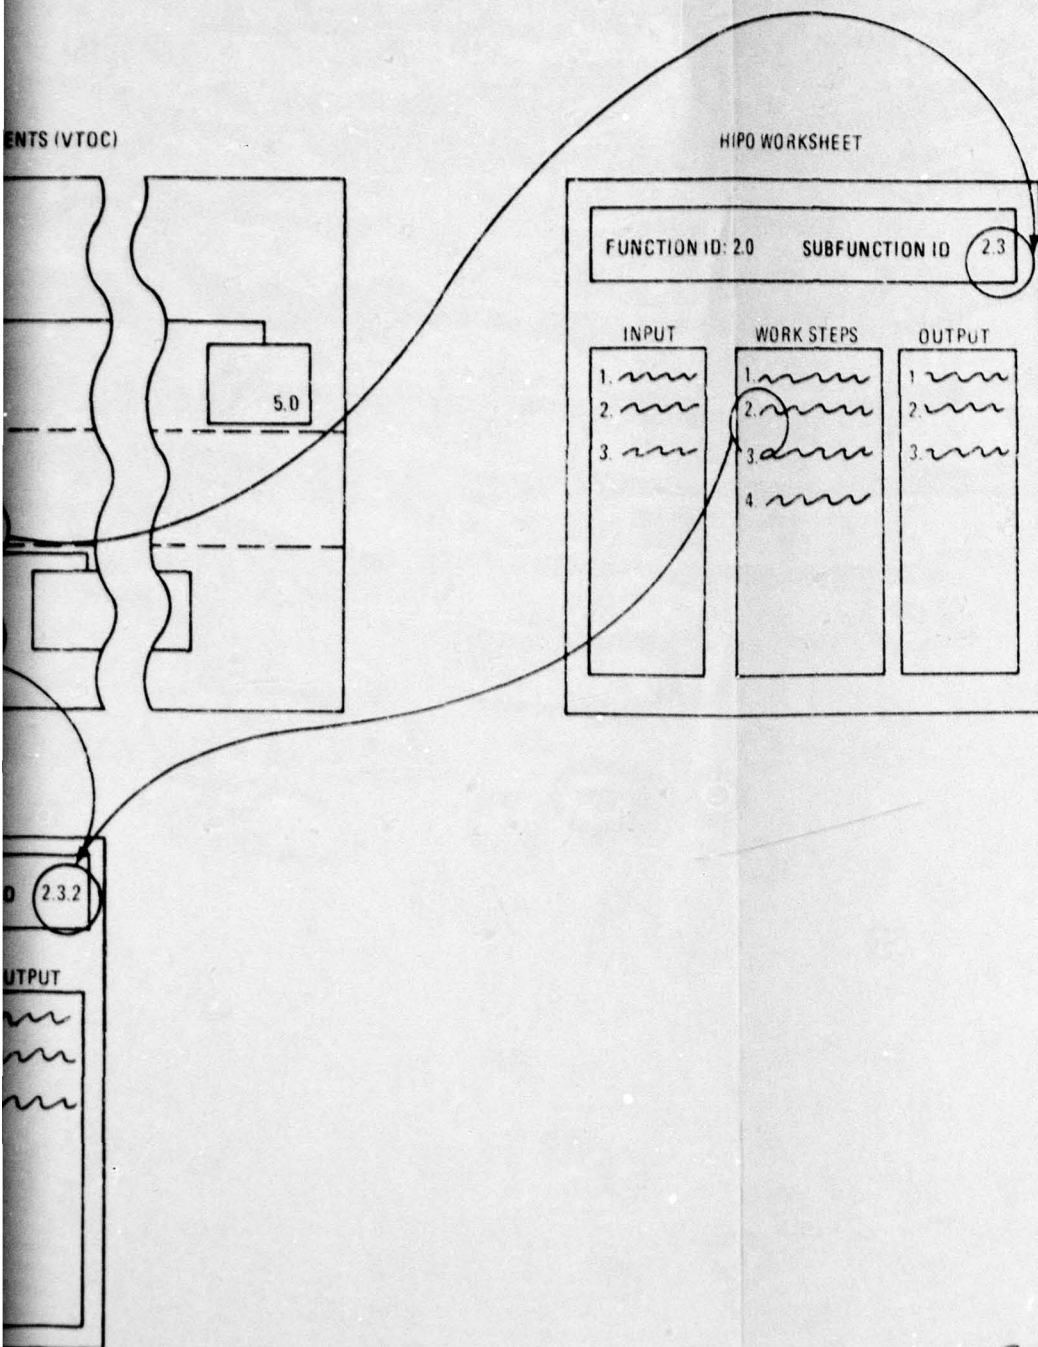 ENTS (VTOC)
5.0
HIPO WORKSHEET
FUNCTION ID: 2.0 SUBFUNCTION ID 2.3
INPUT
1.
2.
3.
WORK STEPS
1.
2.
3.
4.
OUTPUT
1
2.
3.
D 2.3.2
UTPUT